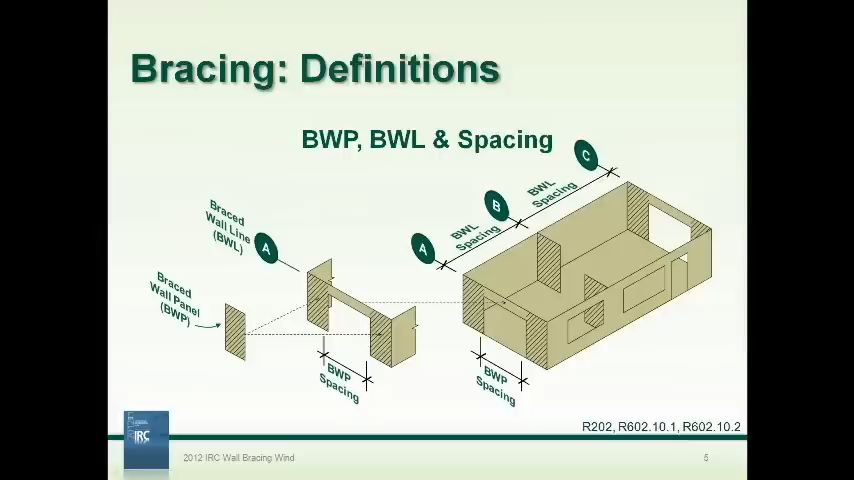 Bracing: Definitions
BWP, BWL & Spacing
C
BWL
Spacing
B
BWL
Spacing
A
Braced
Wall Line
(BWL)
A
Braced
Wall Panel
(BWP)
BWP
Spacing
BWP
Spacing
R202, R602.10.1, R602.10.2
IRC
2012 IRC Wall Bracing Wind
5